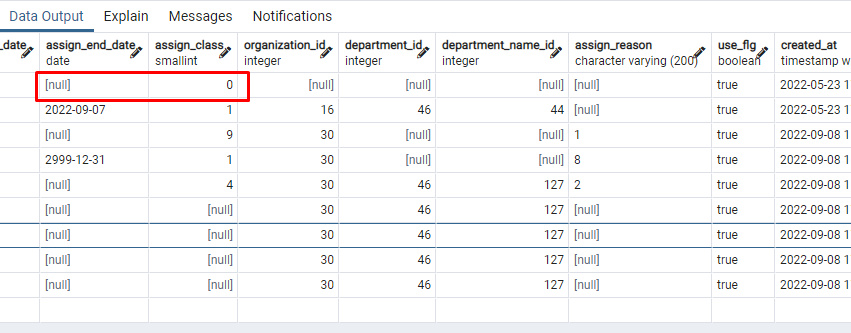 Data Output Explain Messages Notifications
_date assign_end_date assign_class organization_id department_id department_name_id assign_reason use_flg created_at
date smallint integer integer integer character varying (200) boolean timestamp w
[null] 0 [null] [null] [null] [null] true 2022-05-23 1
2022-09-07 1 16 46 44 [null] true 2022-05-23 1
[null] 9 30 [null] [null] 1 true 2022-09-08 1
2999-12-31 1 30 [null] [null] 8 true 2022-09-08 1
[null] 4 30 46 127 2 true 2022-09-08 1
[null] [null] 30 46 127 [null] true 2022-09-08 1
[null] [null] 30 46 127 [null] true 2022-09-08 1
[null] [null] 30 46 127 [null] true 2022-09-08 1
[null] [null] 30 46 127 [null] true 2022-09-08 1